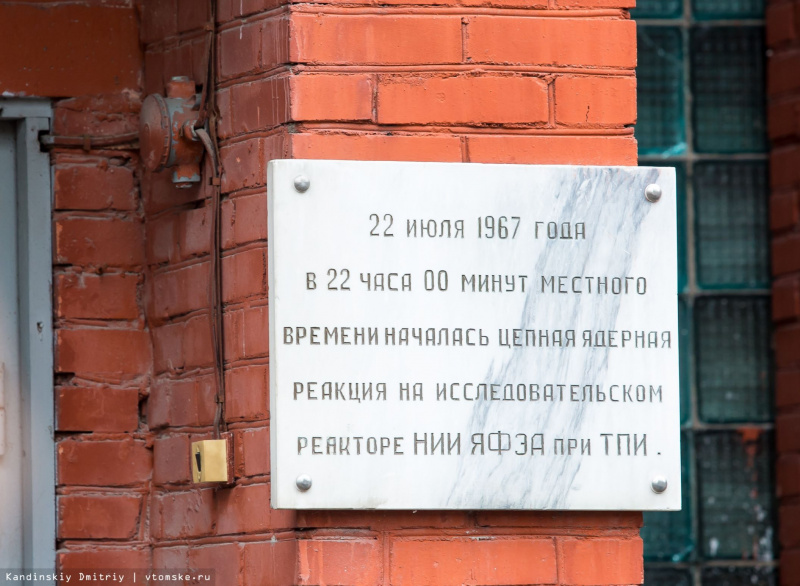 22 июля 1967 года
в 22 часа 00 минут местного
времени началась цепная ядерная
реакция на исследовательском
реакторе НИИ ЯФЭА при ТПИ.
Kandinskiy Dmitriy | vtomske.ru